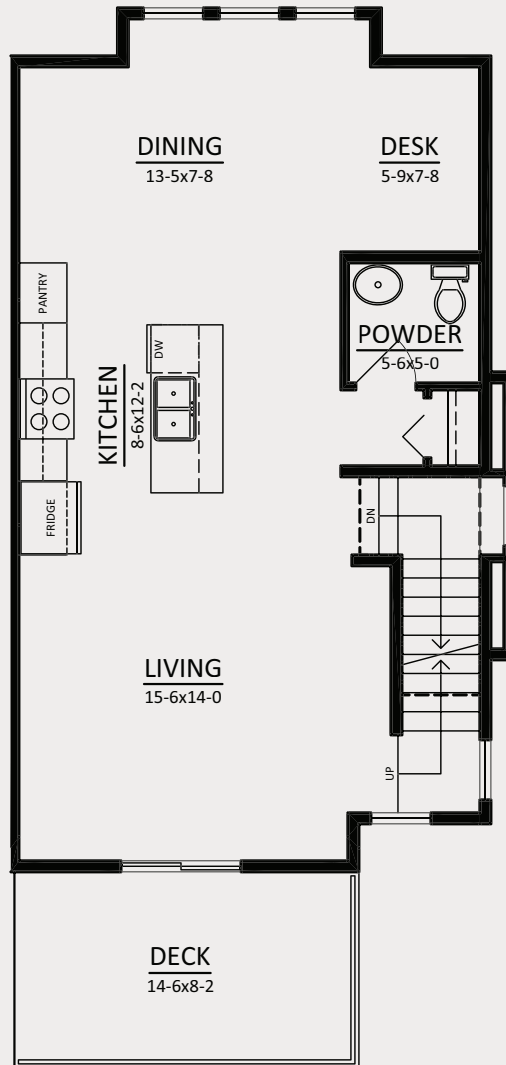 DINING
13-5x7-8
DESK
5-9x7-8
PANTRY
POWDER
5-6x5-0
DW
KITCHEN
8-6x12-2
FRIDGE
DN
LIVING
15-6x14-0
UP
DECK
14-6x8-2